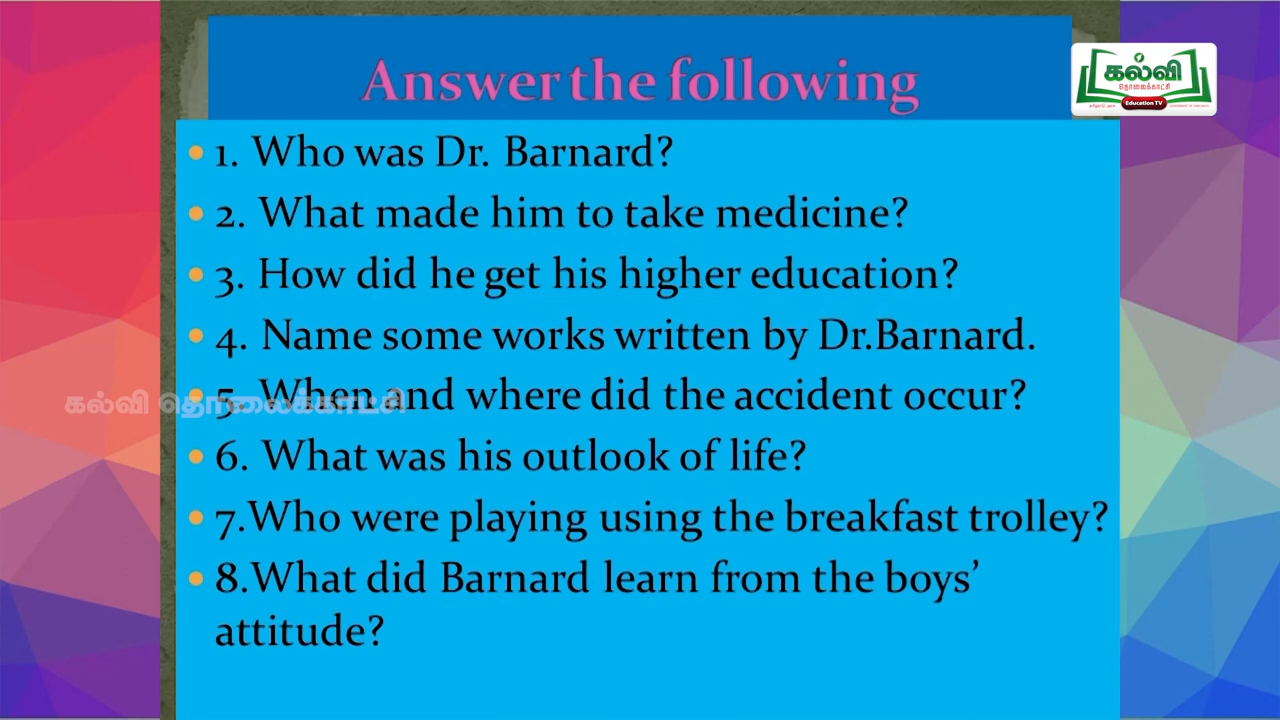 Answer the following
கல்வி
தொலைக்காட்சி
Education TV
• 1. Who was Dr. Barnard?
• 2. What made him to take medicine?
• 3. How did he get his higher education?
• 4. Name some works written by Dr.Barnard.
• 5. When and where did the accident occur?
கல்வி தொலைக்காட்சி
• 6. What was his outlook of life?
• 7.Who were playing using the breakfast trolley?
• 8.What did Barnard learn from the boys’
attitude?